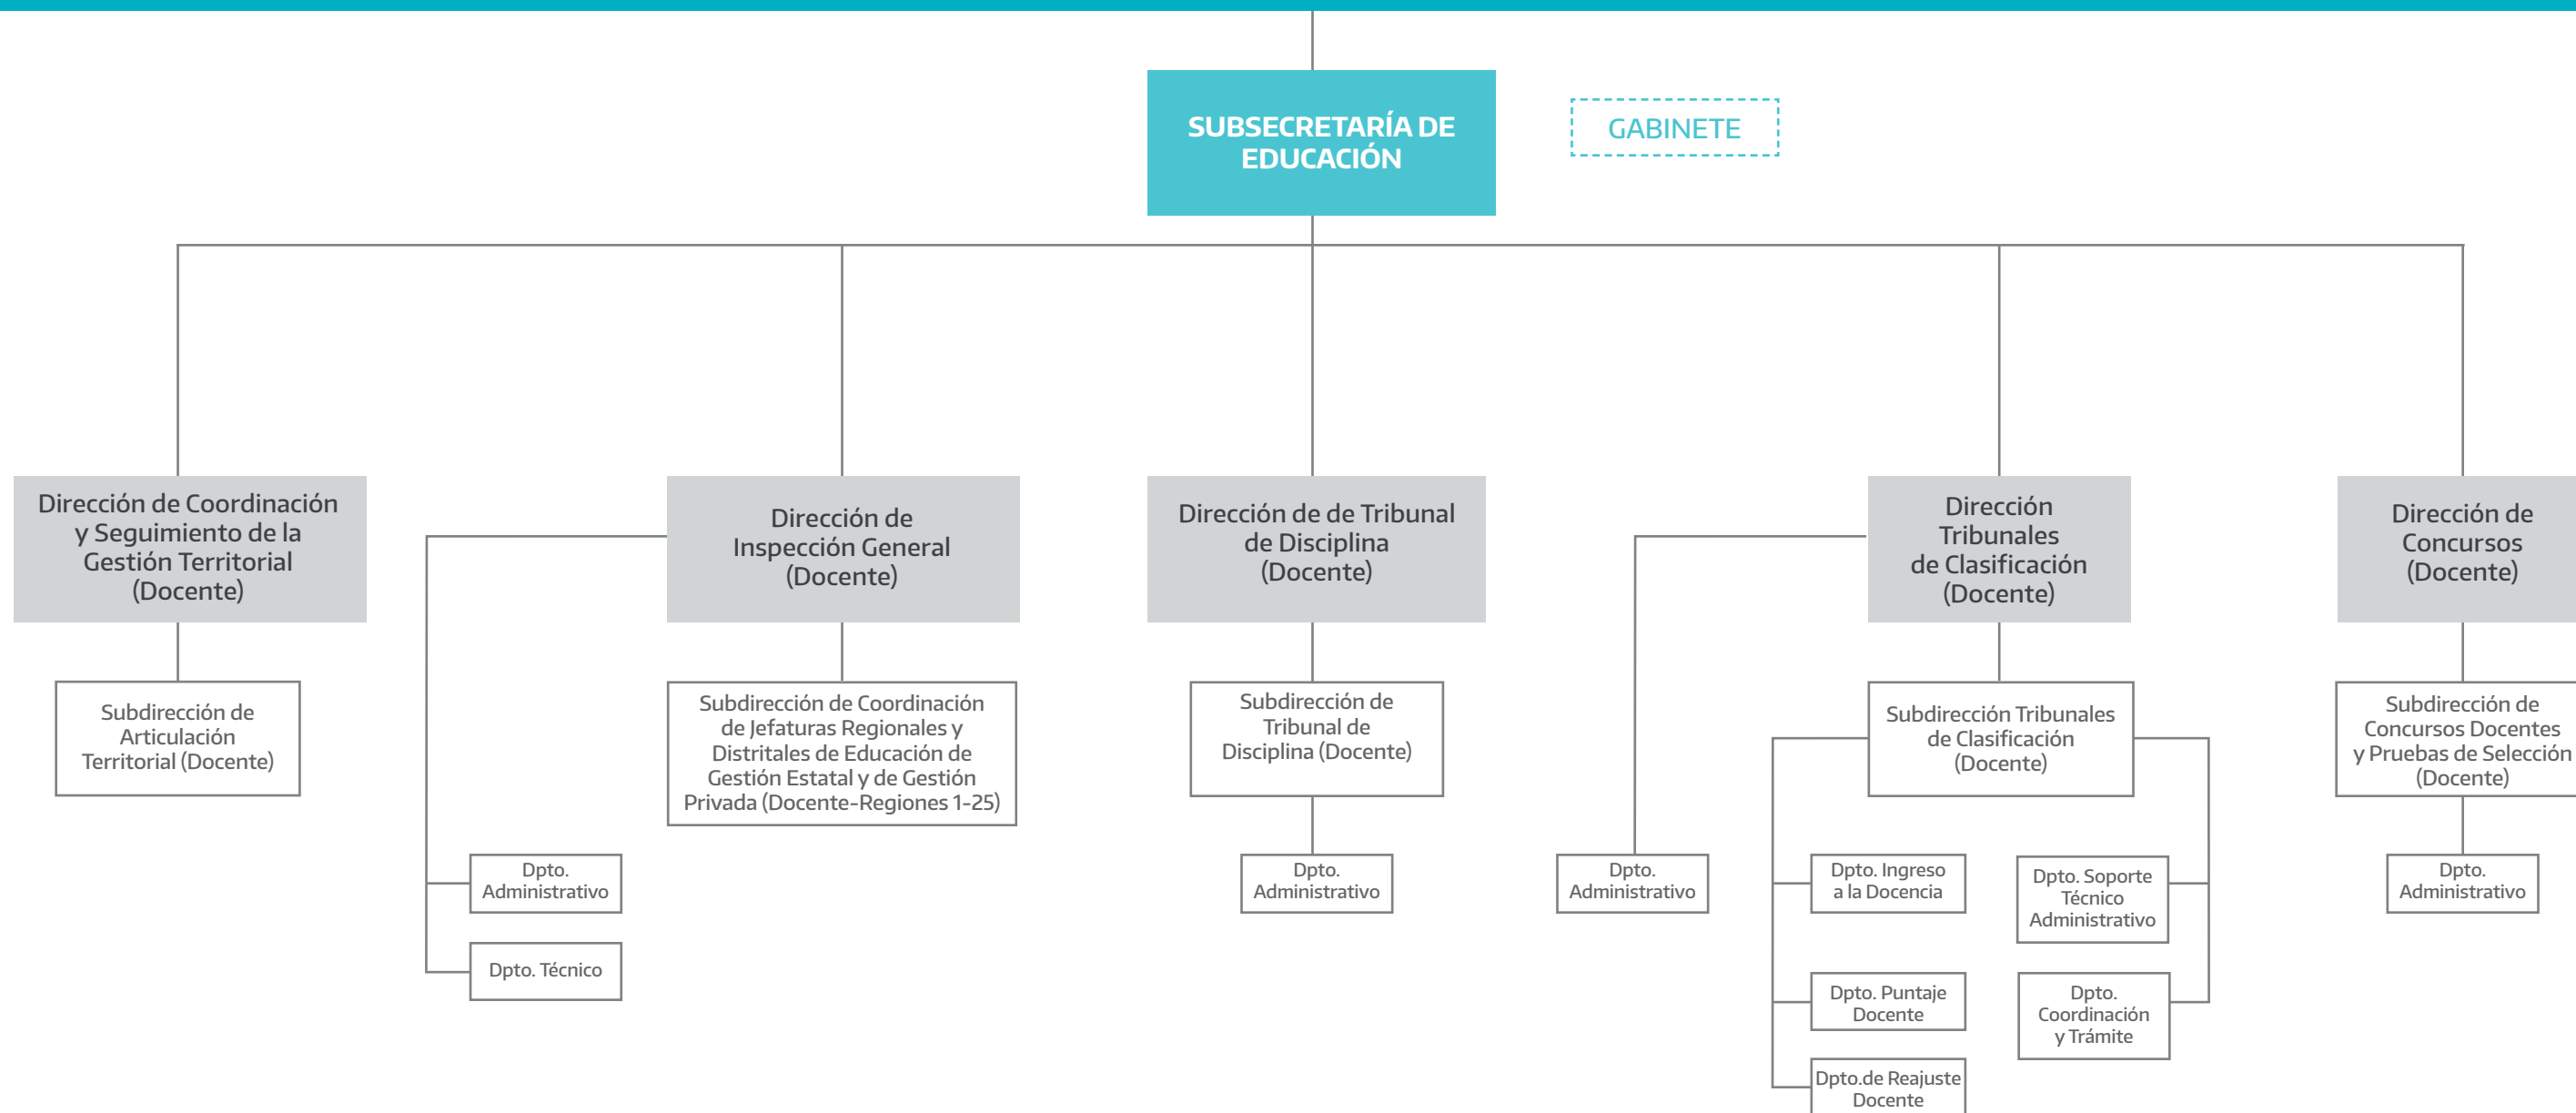 SUBSECRETARÍA DE
EDUCACIÓN
GABINETE
Dirección de Coordinación
y Seguimiento de la
Gestión Territorial
(Docente)
Dirección de
Inspección General
(Docente)
Dirección de de Tribunal
de Disciplina
(Docente)
Dirección
Tribunales
de Clasificación
(Docente)
Dirección de
Concursos
(Docente)
Subdirección de
Articulación
Territorial (Docente)
Subdirección de Coordinación
de Jefaturas Regionales y
Distritales de Educación de
Gestión Estatal y de Gestión
Privada (Docente-Regiones 1-25)
Subdirección de
Tribunal de
Disciplina (Docente)
Subdirección Tribunales
de Clasificación
(Docente)
Subdirección de
Concursos Docentes
y Pruebas de Selección
(Docente)
Dpto.
Administrativo
Dpto. Técnico
Dpto.
Administrativo
Dpto.
Administrativo
Dpto. Ingreso
a la Docencia
Dpto. Puntaje
Docente
Dpto.de Reajuste
Docente
Dpto. Soporte
Técnico
Administrativo
Dpto.
Coordinación
y Trámite
Dpto.
Administrativo